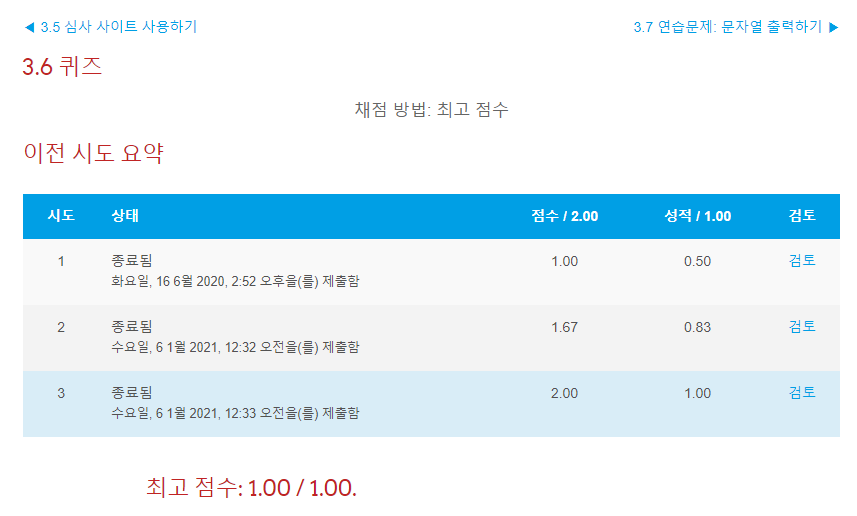 ◀ 3.5 심사 사이트 사용하기 3.7 연습문제: 문자열 출력하기 ▶
3.6 퀴즈
채점 방법: 최고 점수
이전 시도 요약
시도 상태 점수 / 2.00 성적 / 1.00 검토
1 종료됨 1.00 0.50 검토
화요일, 16 6월 2020, 2:52 오후을(를) 제출함
2 종료됨 1.67 0.83 검토
수요일, 6 1월 2021, 12:32 오전을(를) 제출함
3 종료됨 2.00 1.00 검토
수요일, 6 1월 2021, 12:33 오전을(를) 제출함
최고 점수: 1.00 / 1.00.